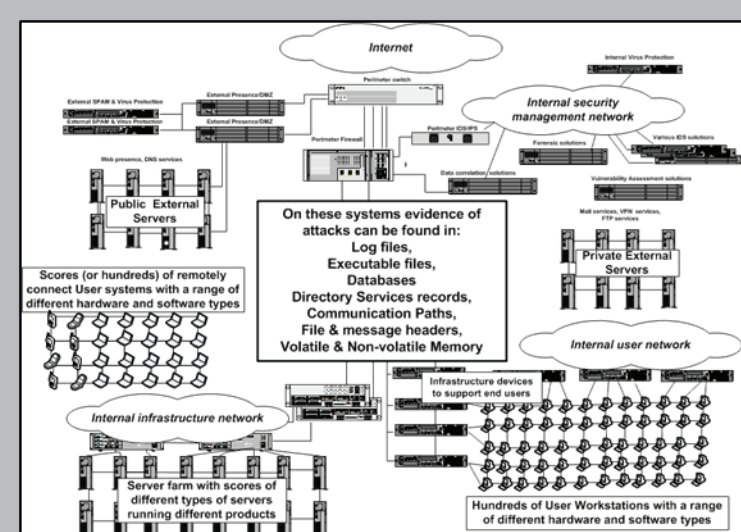 Internet
Internal Virus Protection
Perimeter switch
External SPAM & Virus Protection
External Presence/DMZ
External SPAM & Virus Protection
External Presence/DMZ
Internal security
management network
Perimeter Firewall
Perimeter IDS/IPS
Various IDS solutions
Forensic solutions
Web presence, DNS services
Data correlation solutions
Vulnerability Assessment solutions
Public External
Servers
Mail services, VPN services,
FTP services
Private External
Servers
On these systems evidence of
attacks can be found in:
Log files,
Executable files,
Databases
Directory Services records,
Communication Paths,
File & message headers,
Volatile & Non-volatile Memory
Scores (or hundreds) of remotely
connect User systems with a range of
different hardware and software types
Internal user network
Infrastructure devices
to support end users
Internal infrastructure network
Server farm with scores of
different types of servers
running different products
Hundreds of User Workstations with a range
of different hardware and software types